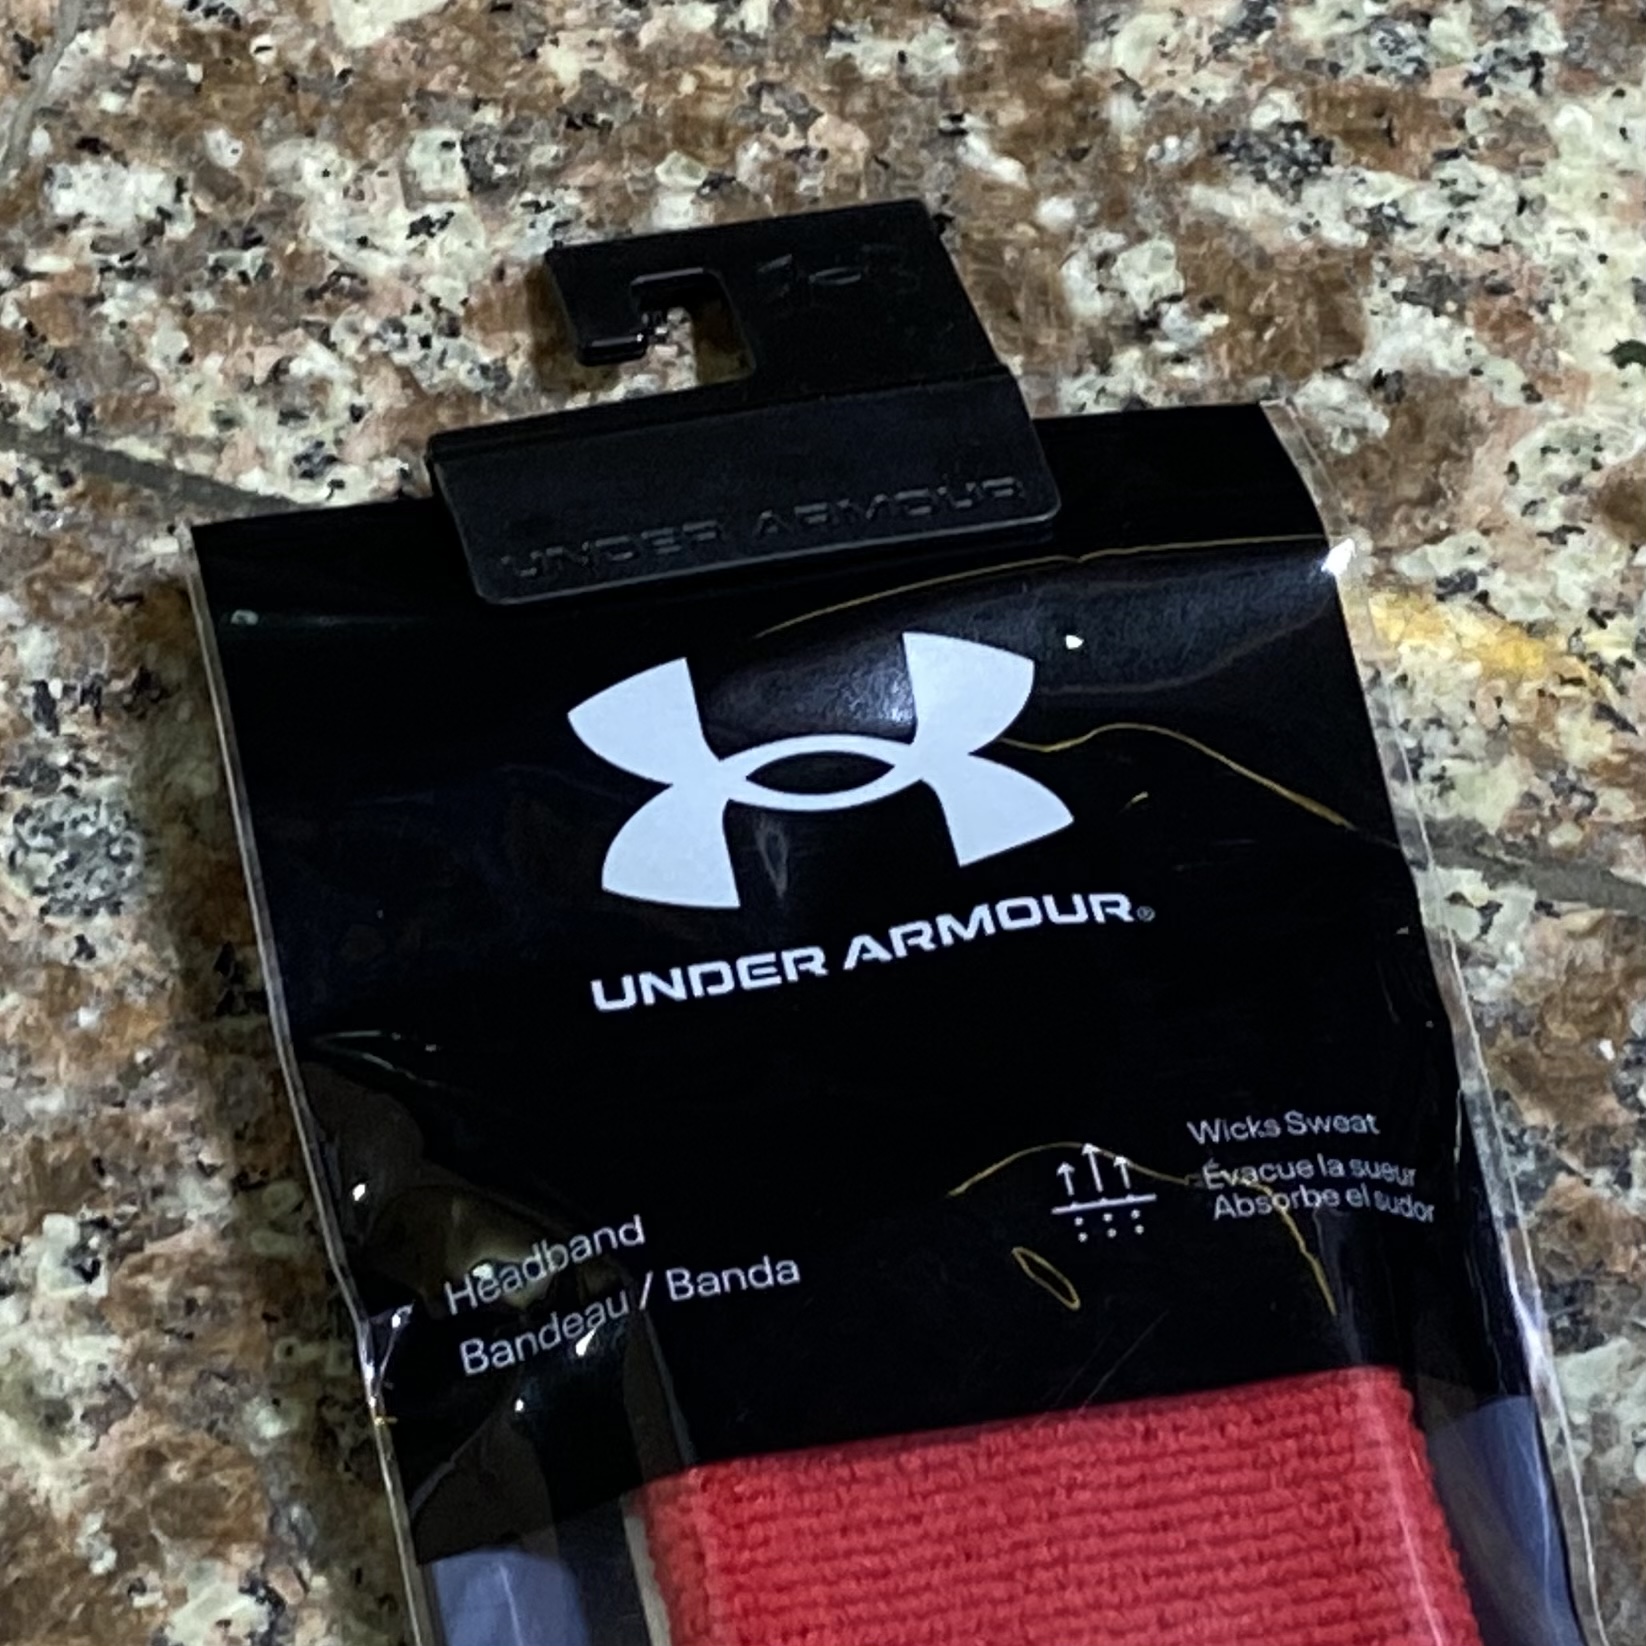 UNDER ARMOUR
UNDER ARMOUR®
Wicks Sweat
Évacue la sueur
Absorbe el sudor
Headband
Bandeau / Banda